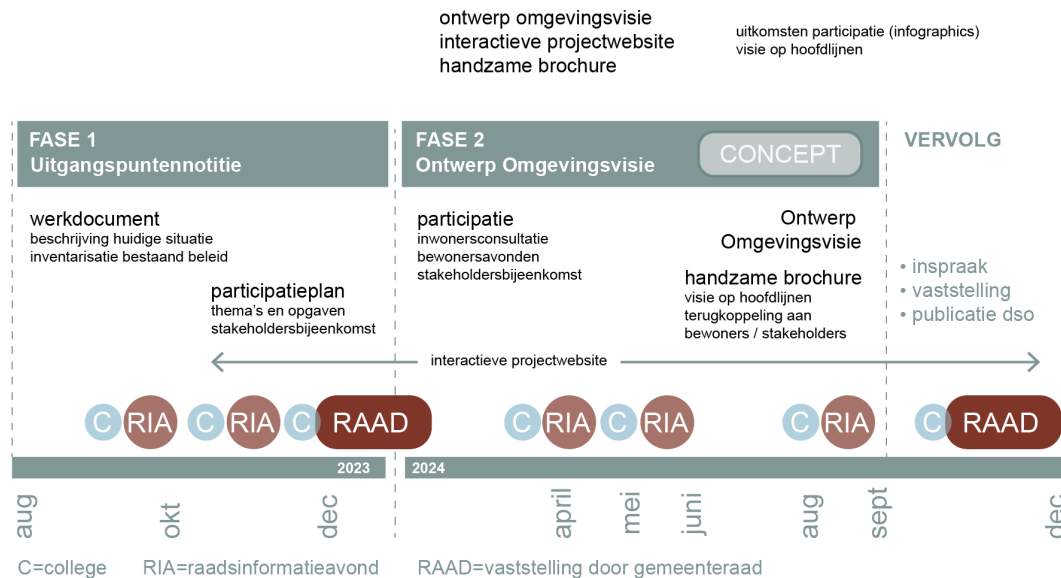 ontwerp omgevingsvisie
interactieve projectwebsite
handzame brochure
uitkomsten participatie (infographics)
visie op hoofdlijnen
FASE 1
Uitgangspuntennotitie
FASE 2
Ontwerp Omgevingsvisie
CONCEPT
VERVOLG
werkdocument
beschrijving huidige situatie
inventarisatie bestaand beleid
participatieplan
thema's en opgaven
stakeholdersbijeenkomst
participatie
inwonersconsultatie
bewonersavonden
stakeholdersbijeenkomst
Ontwerp
Omgevingsvisie
handzame brochure
visie op hoofdlijnen
terugkoppeling aan
bewoners / stakeholders
• inspraak
• vaststelling
• publicatie dso
interactieve projectwebsite
C RIA C RIA C RAAD C RIA C RIA C RIA C RAAD
2023 2024
aug okt dec april mei juni aug sept dec
C=college RIA=raadsinformatieavond RAAD=vaststelling door gemeenteraad